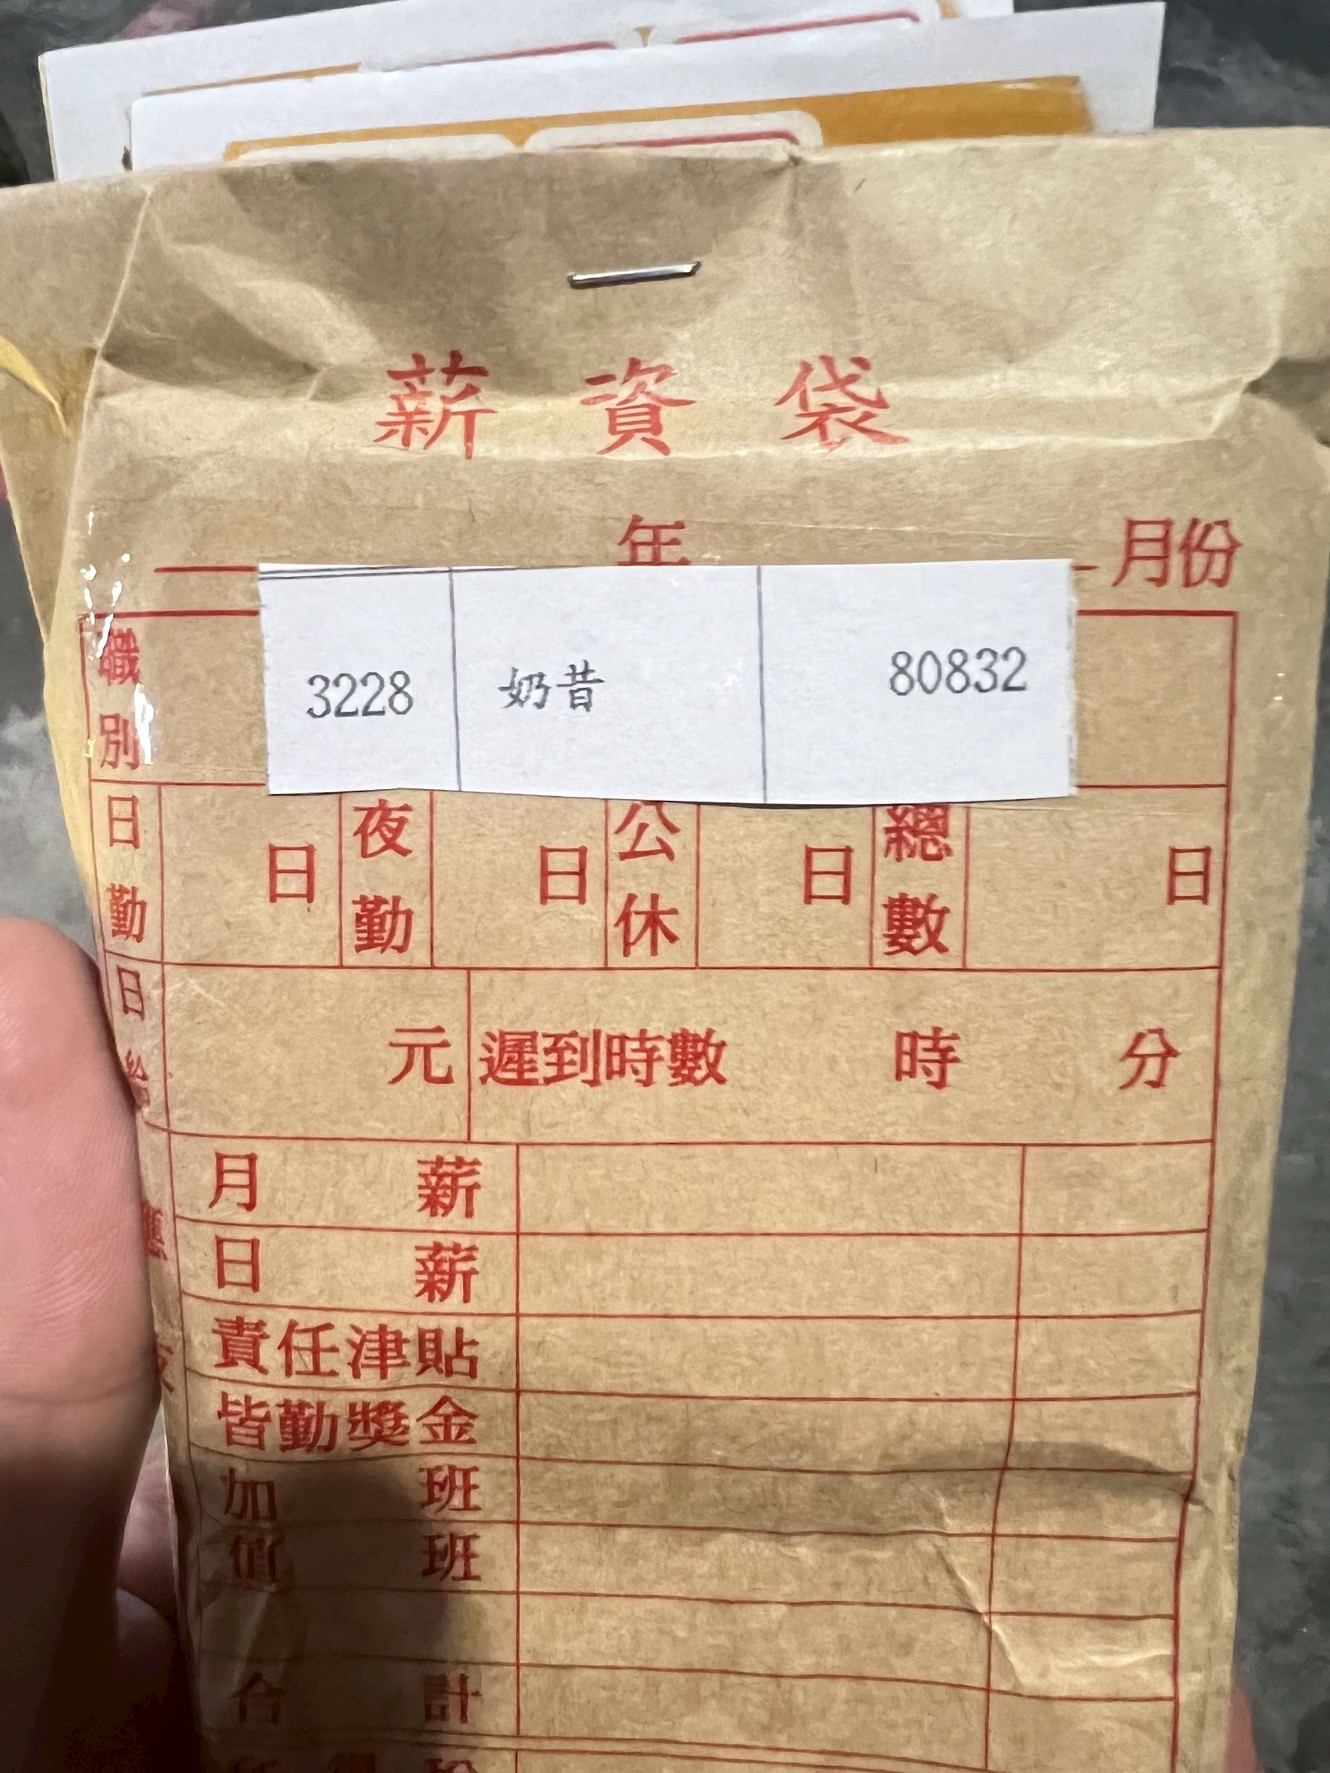 薪資袋
年 月份
職別 3228 奶昔 80832
日勤 日 夜勤 日 公休 日 總數 日
日給 元 遲到時數 時 分
月薪
日薪
責任津貼
皆勤獎金
加班
值班
合計